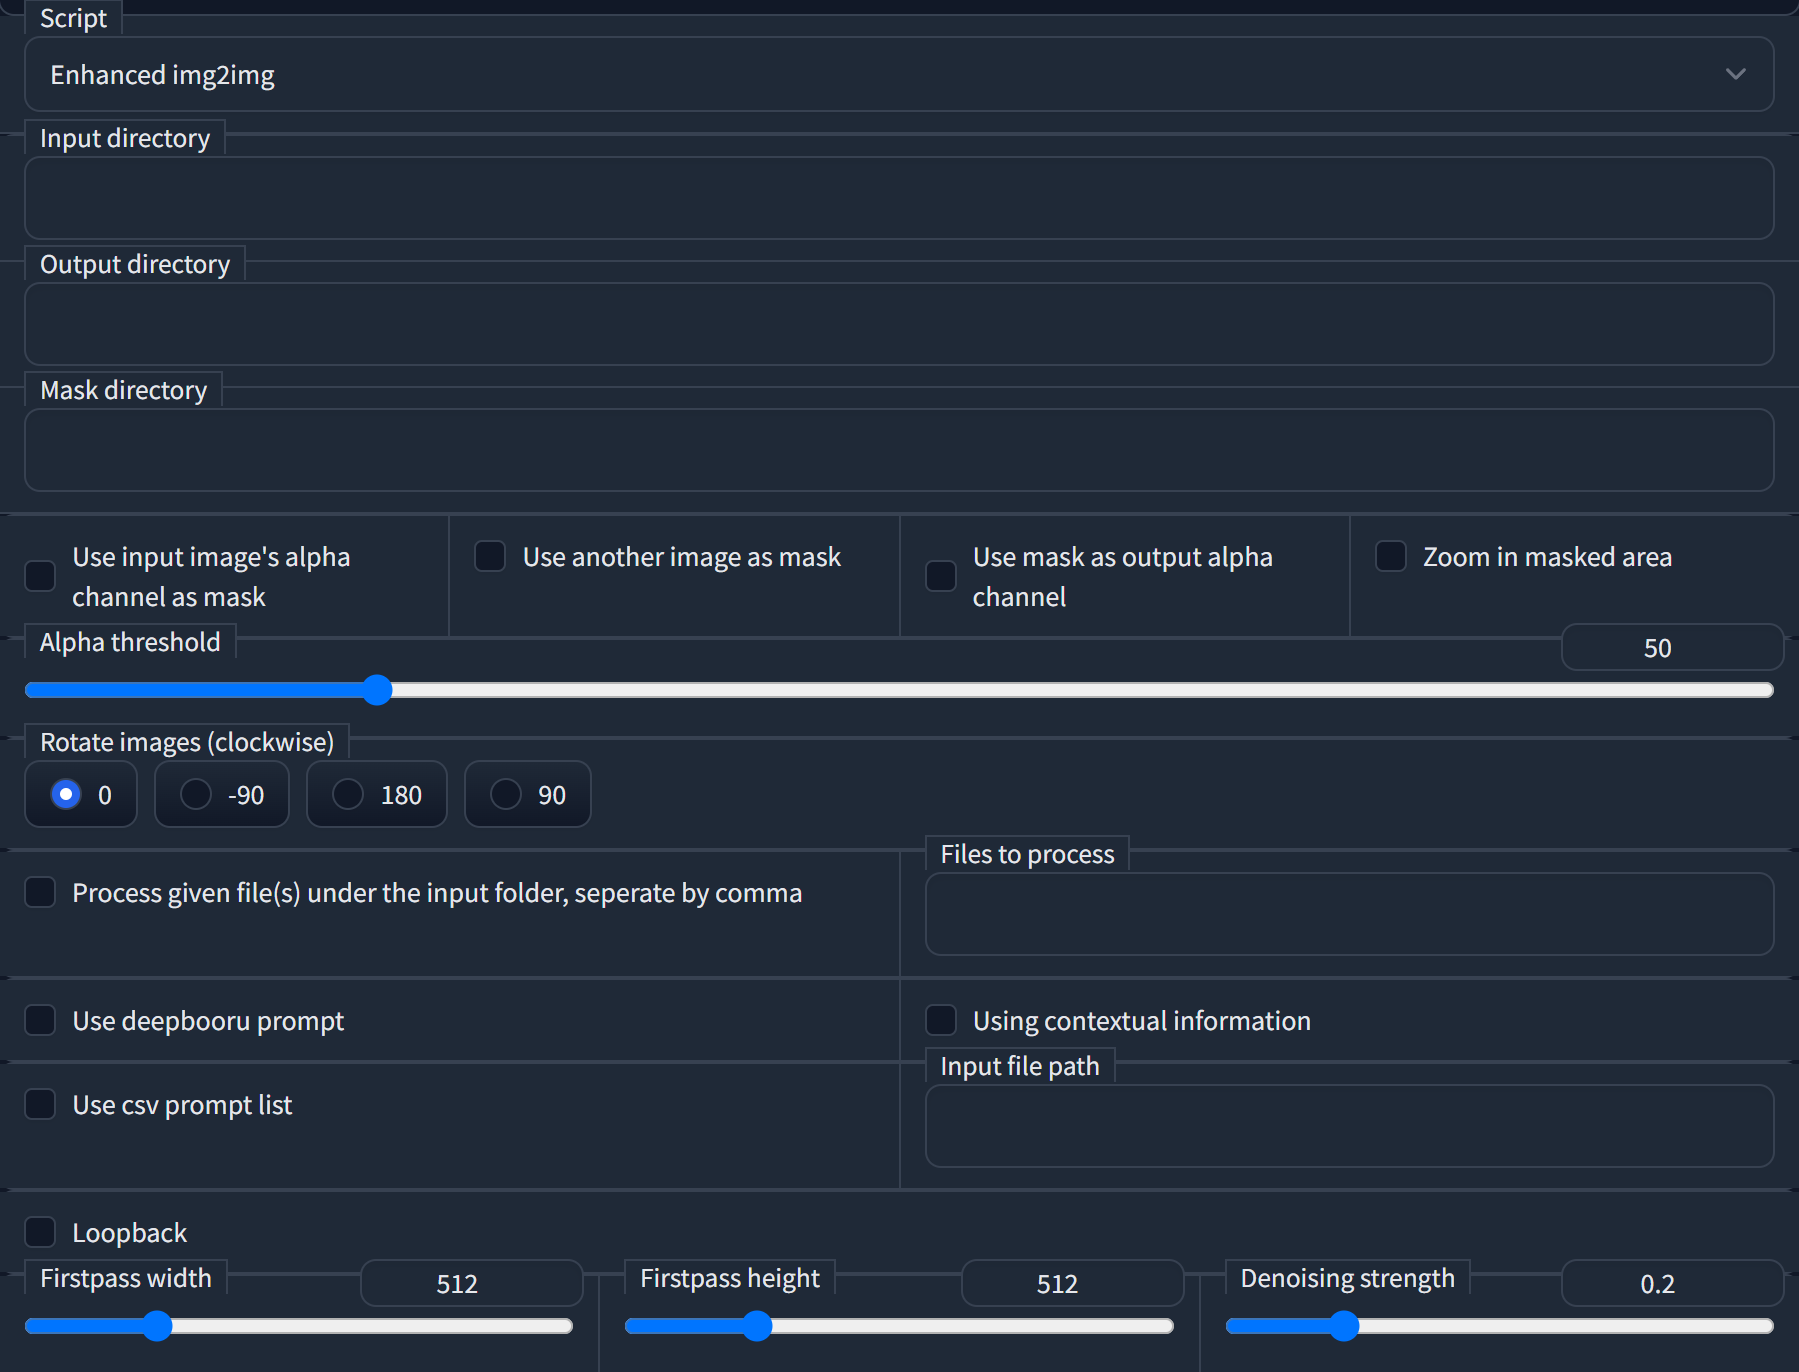 Script
Enhanced img2img
Input directory
Output directory
Mask directory
Use input image's alpha
channel as mask
Use another image as mask
Use mask as output alpha
channel
Zoom in masked area
Alpha threshold
50
Rotate images (clockwise)
0
-90
180
90
Process given file(s) under the input folder, seperate by comma
Files to process
Use deepbooru prompt
Using contextual information
Use csv prompt list
Input file path
Loopback
Firstpass width
512
Firstpass height
512
Denoising strength
0.2